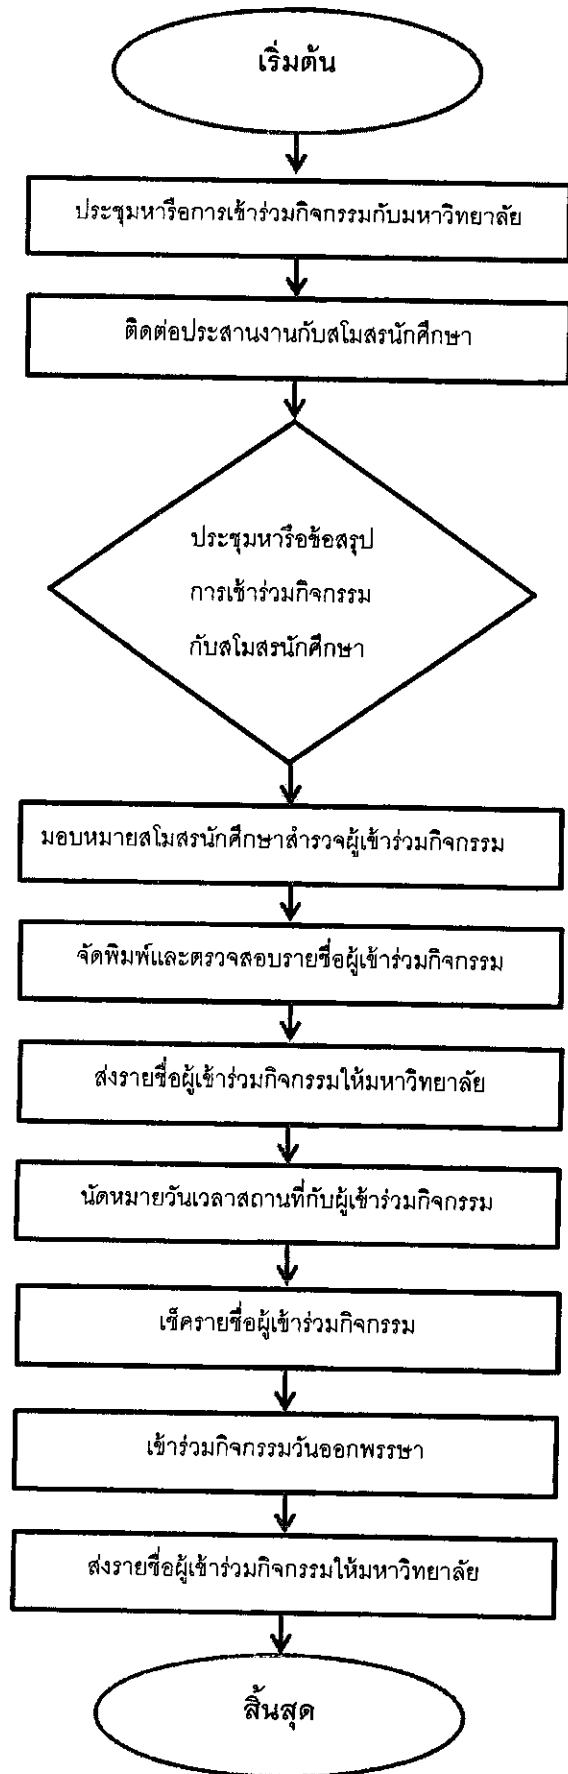 เริ่มต้น
ประชุมหารือการเข้าร่วมกิจกรรมกับมหาวิทยาลัย
ติดต่อประสานงานกับสโมสรนักศึกษา
ประชุมหารือข้อสรุป
การเข้าร่วมกิจกรรม
กับสโมสรนักศึกษา
มอบหมายสโมสรนักศึกษาสำรวจผู้เข้าร่วมกิจกรรม
จัดพิมพ์และตรวจสอบรายชื่อผู้เข้าร่วมกิจกรรม
ส่งรายชื่อผู้เข้าร่วมกิจกรรมให้มหาวิทยาลัย
นัดหมายวันเวลาสถานที่กับผู้เข้าร่วมกิจกรรม
เช็ครายชื่อผู้เข้าร่วมกิจกรรม
เข้าร่วมกิจกรรมวันออกพรรษา
ส่งรายชื่อผู้เข้าร่วมกิจกรรมให้มหาวิทยาลัย
สิ้นสุด